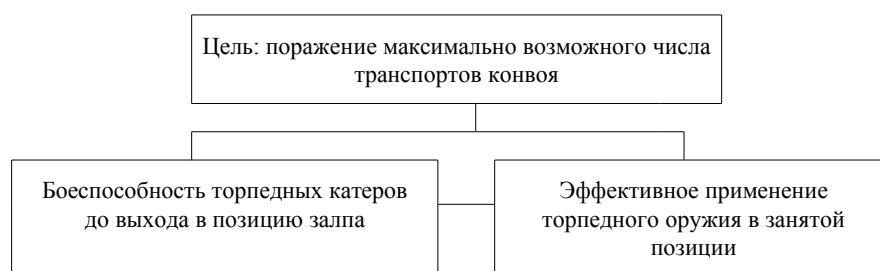 Цель: поражение максимально возможного числа
транспортов конвоя
Боеспособность торпедных катеров
до выхода в позицию залпа
Эффективное применение
торпедного оружия в занятой
позиции